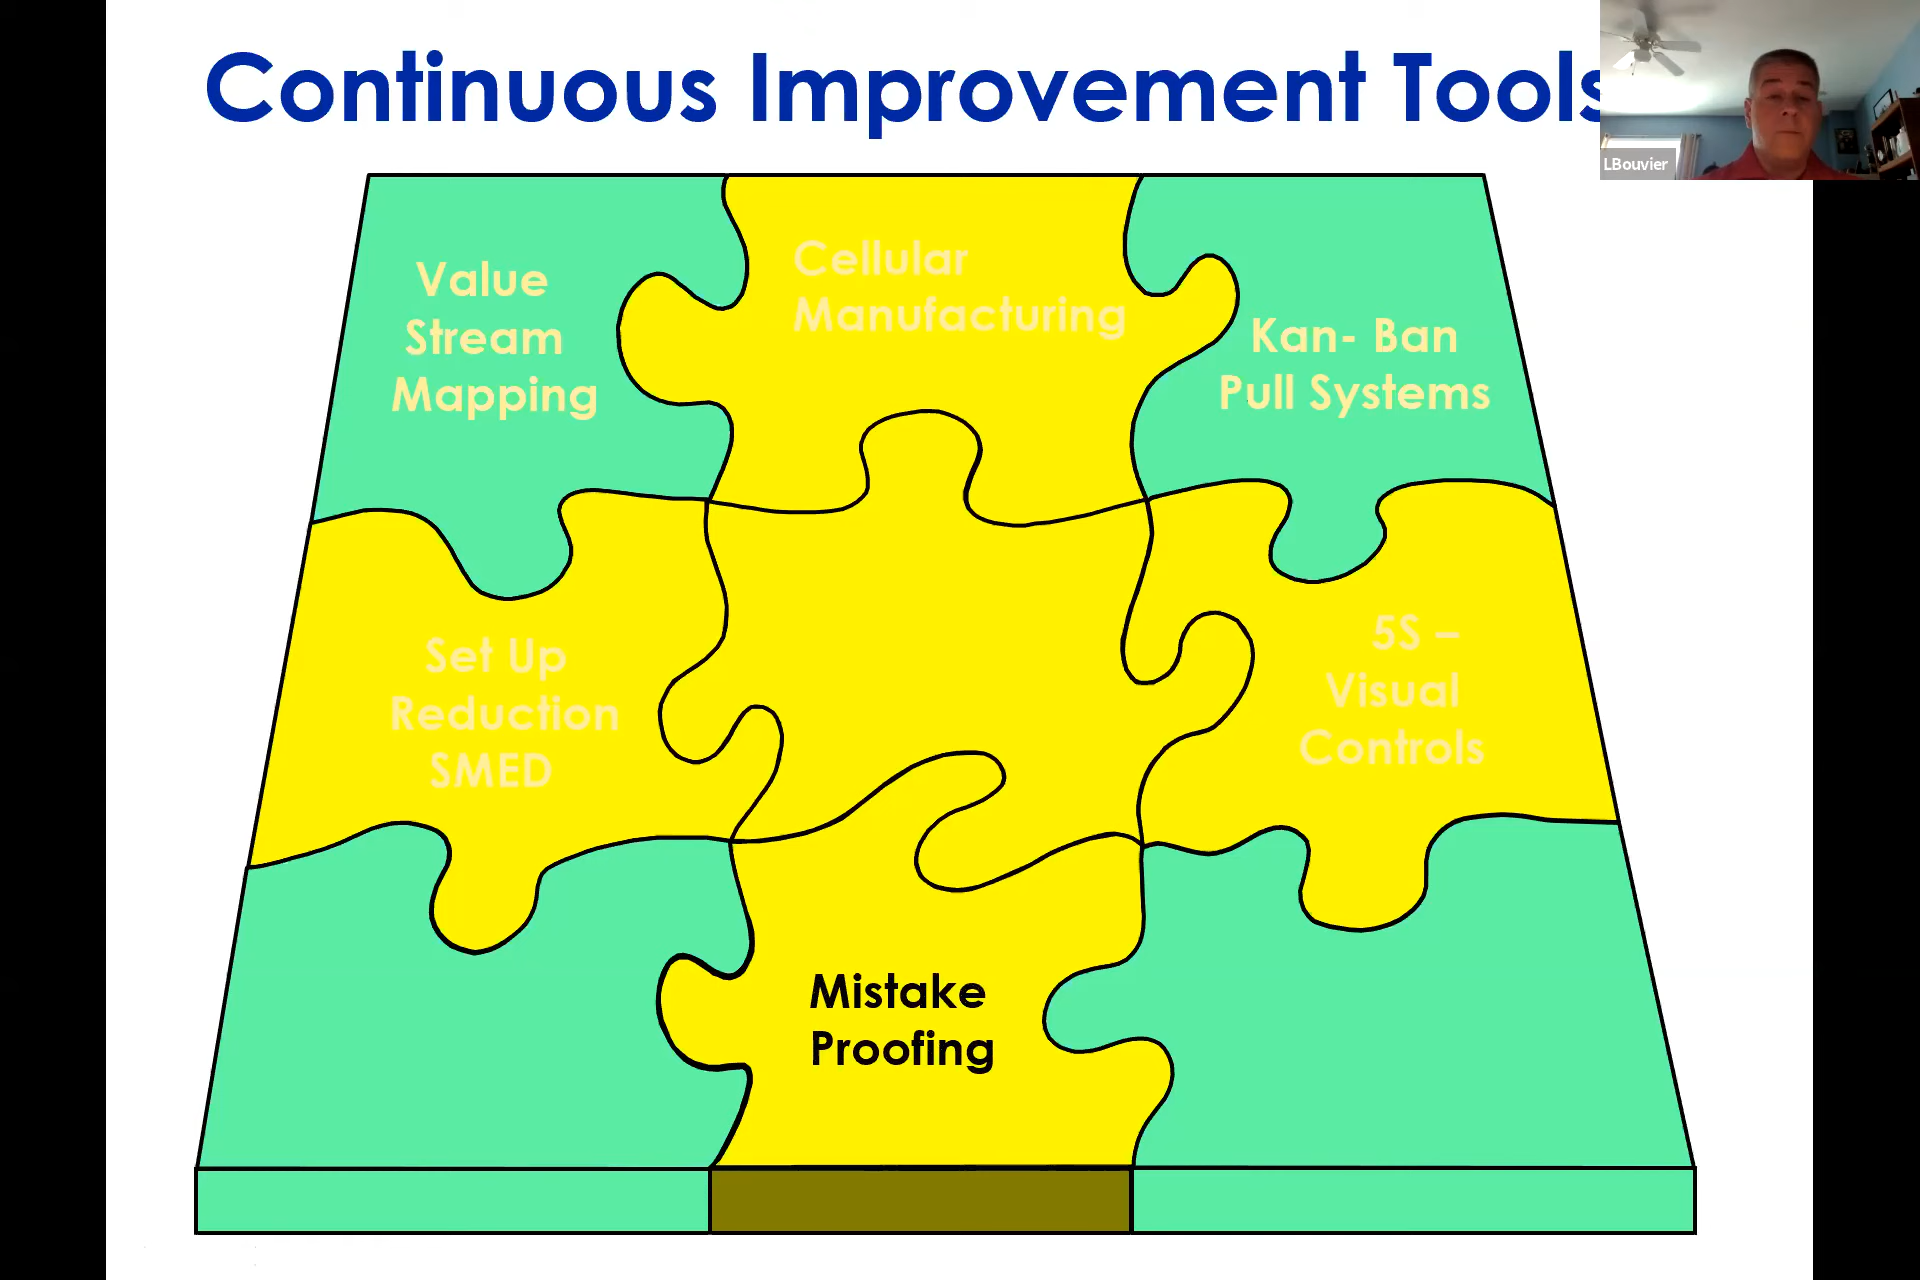 Continuous Improvement Tools
LBouvier
Value
Stream
Mapping
Cellular
Manufacturing
Kan- Ban
Pull Systems
Set Up
Reduction
SMED
5S –
Visual
Controls
Mistake
Proofing